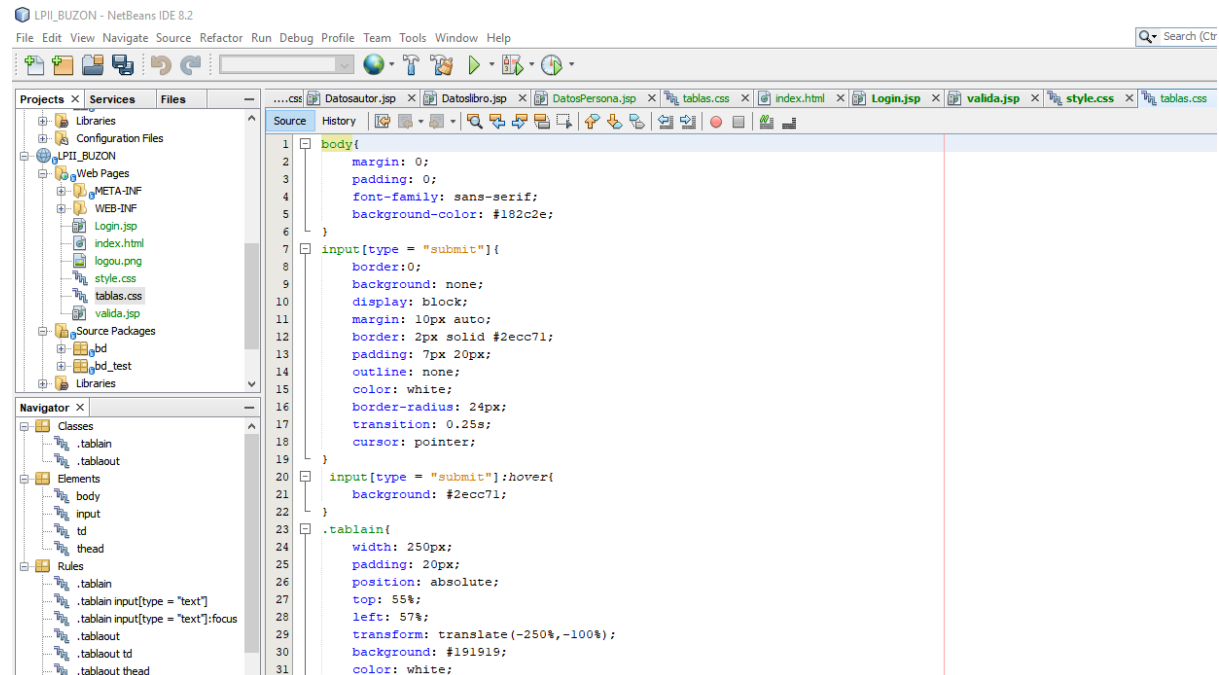 LPII_BUZON - NetBeans IDE 8.2
File Edit View Navigate Source Refactor Run Debug Profile Team Tools Window Help
Search (Ctr
Projects Services Files
....css Datosautor.jsp Datoslibro.jsp DatosPersona.jsp tablas.css index.html Login.jsp valida.jsp style.css tablas.css
Source History
Libraries
Configuration Files
LPII_BUZON
Web Pages
META-INF
WEB-INF
Login.jsp
index.html
logou.png
style.css
tablas.css
valida.jsp
Source Packages
bd
bd_test
Libraries
Navigator
Classes
.tablain
.tablaout
Elements
body
input
td
thead
Rules
.tablain
.tablain input[type = "text"]
.tablain input[type = "text"]:focus
.tablaout
.tablaout td
.tablaout thead
1 body{
2 margin: 0;
3 padding: 0;
4 font-family: sans-serif;
5 background-color: #182c2e;
6 }
7 input[type = "submit"]{
8 border:0;
9 background: none;
10 display: block;
11 margin: 10px auto;
12 border: 2px solid #2ecc71;
13 padding: 7px 20px;
14 outline: none;
15 color: white;
16 border-radius: 24px;
17 transition: 0.25s;
18 cursor: pointer;
19 }
20 input[type = "submit"]:hover{
21 background: #2ecc71;
22 }
23 .tablain{
24 width: 250px;
25 padding: 20px;
26 position: absolute;
27 top: 55%;
28 left: 57%;
29 transform: translate(-250%,-100%);
30 background: #191919;
31 color: white;